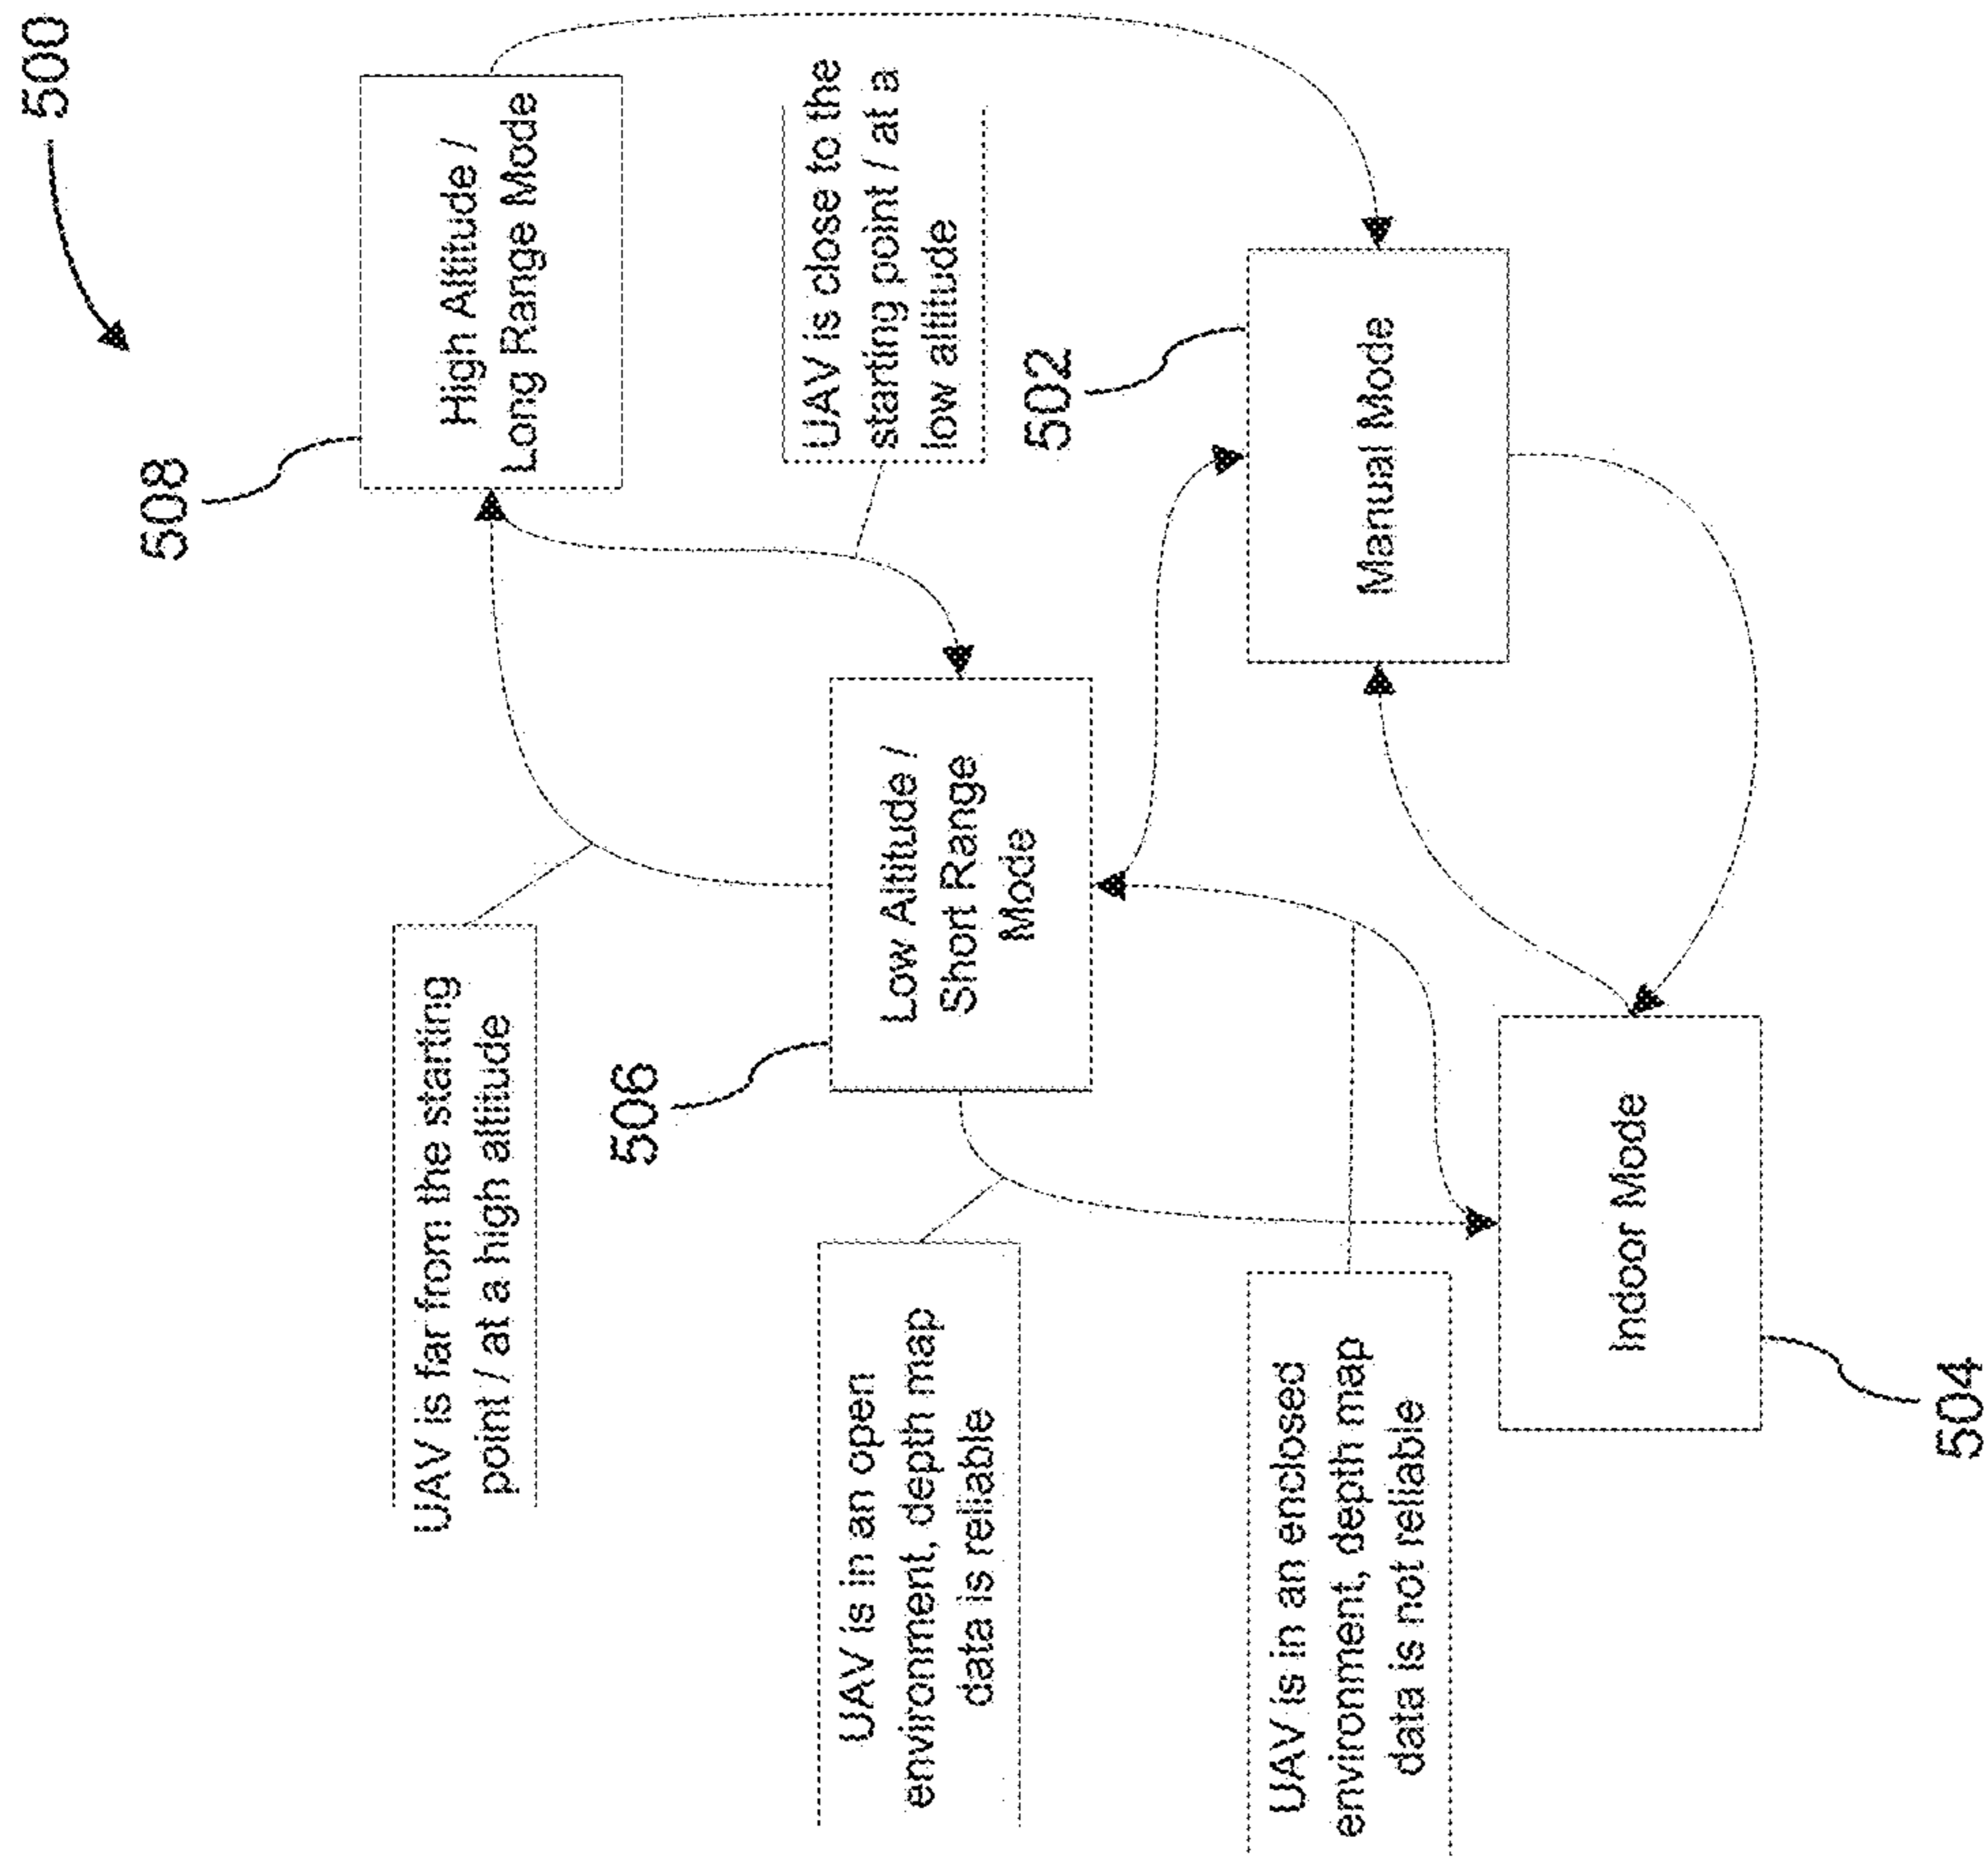 500
508
High Altitude /
Long Range Mode
UAV is far from the starting
point / at a high altitude
UAV is close to the
starting point / at a
low altitude
506
Low Altitude /
Short Range
Mode
502
Manual Mode
UAV is in an open
environment, depth map
data is reliable
UAV is in an enclosed
environment, depth map
data is not reliable
Indoor Mode
504